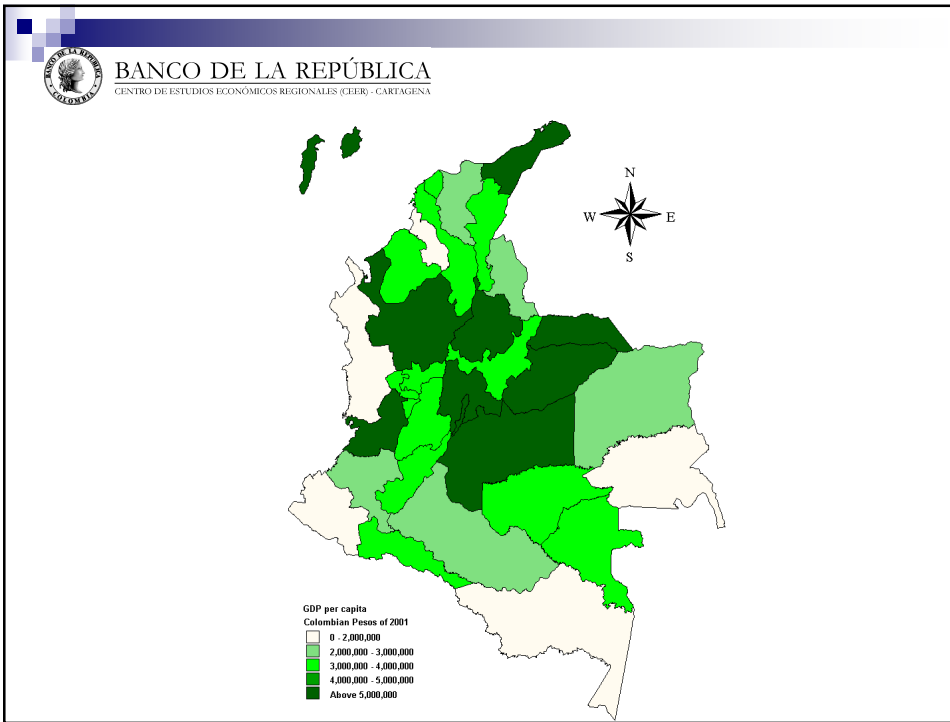 BANCO DE LA REPÚBLICA
COLOMBIA
BANCO DE LA REPÚBLICA
CENTRO DE ESTUDIOS ECONÓMICOS REGIONALES (CEER) - CARTAGENA
N
W E
S
GDP per capita
Colombian Pesos of 2001
0 - 2,000,000
2,000,000 - 3,000,000
3,000,000 - 4,000,000
4,000,000 - 5,000,000
Above 5,000,000